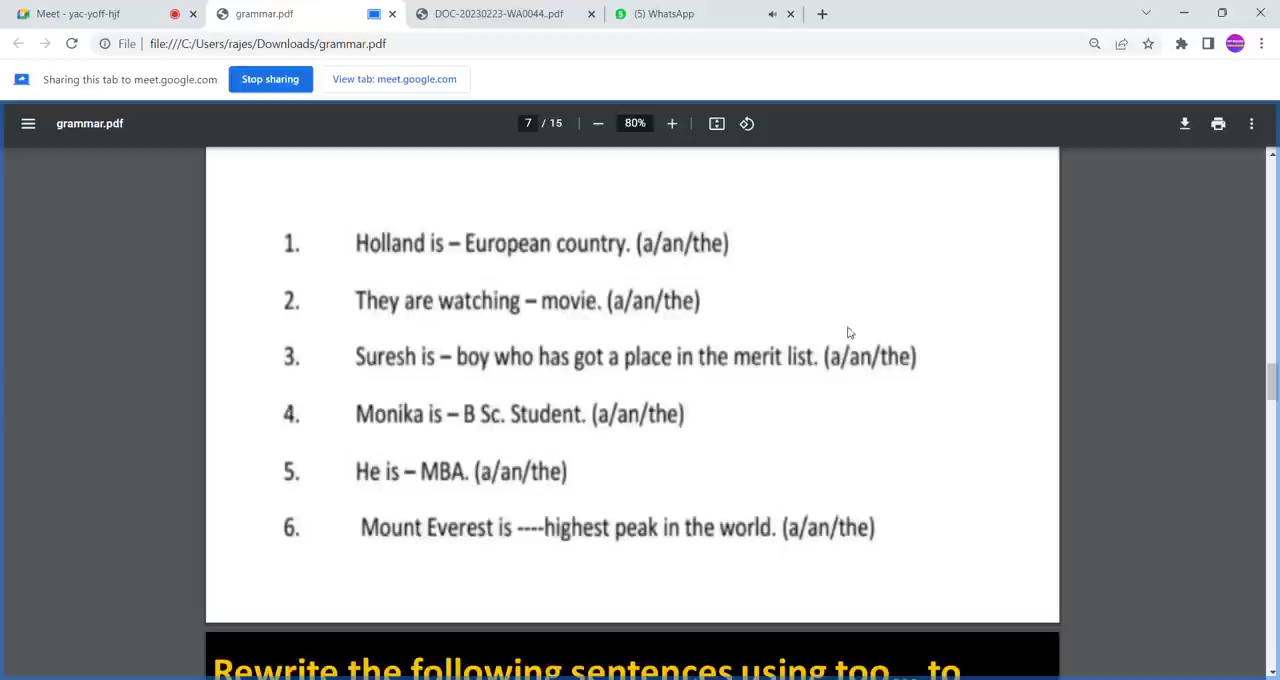 Meet - yac-yoff-hjf
grammar.pdf
DOC-20230223-WA0044_.pdf
(5) WhatsApp
File
file:///C:/Users/rajes/Downloads/grammar.pdf
Sharing this tab to meet.google.com
Stop sharing
View tab: meet.google.com
grammar.pdf
7 / 15
80%
1. Holland is – European country. (a/an/the)
2. They are watching – movie. (a/an/the)
3. Suresh is – boy who has got a place in the merit list. (a/an/the)
4. Monika is – B Sc. Student. (a/an/the)
5. He is – MBA. (a/an/the)
6. Mount Everest is ----highest peak in the world. (a/an/the)
Rewrite the following sentences using too... to